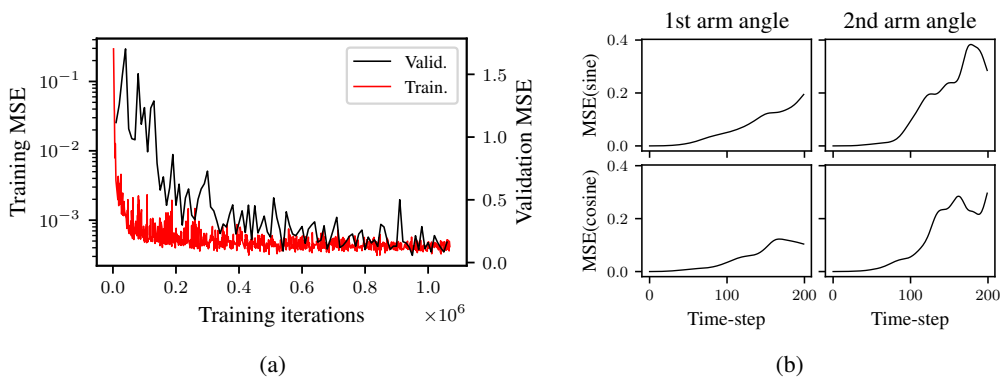 1st arm angle 2nd arm angle
Training MSE
10⁻¹
10⁻²
10⁻³
Valid.
Train.
1.5
1.0
0.5
0.0
Validation MSE
0.0 0.2 0.4 0.6 0.8 1.0
Training iterations ×10⁶
(a)
MSE(sine)
0.4
0.2
0.0
MSE(cosine)
0.4
0.2
0.0
0 100 200 0 100 200
Time-step Time-step
(b)